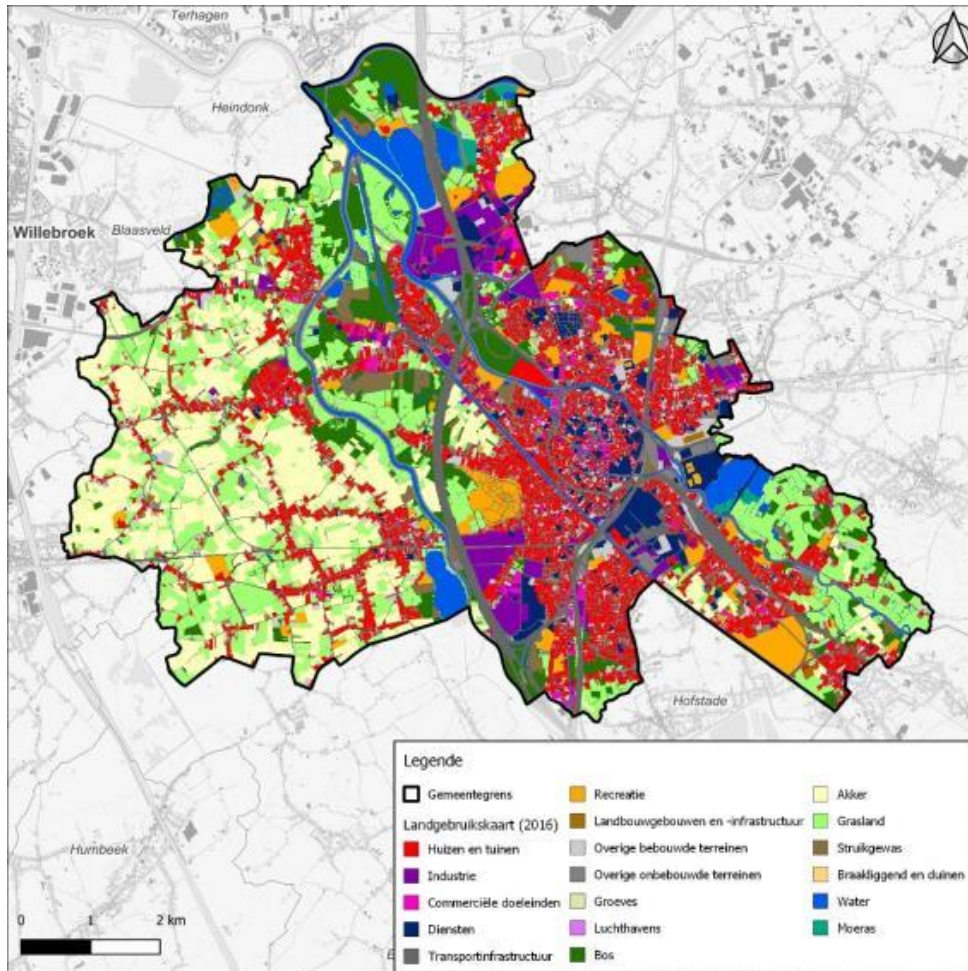 Terhagen
Heindonk
Willebroek
Blaasveld
Hofstade
Humbeek
0 1 2 km
Legende
Gemeentegrens
Landgebruikskaart (2016)
Huizen en tuinen
Industrie
Commerciële doeleinden
Diensten
Transportinfrastructuur
Recreatie
Landbouwgebouwen en -infrastructuur
Overige bebouwde terreinen
Overige onbebouwde terreinen
Groeves
Luchthavens
Bos
Akker
Grasland
Struikgewas
Braakliggend en duinen
Water
Moeras